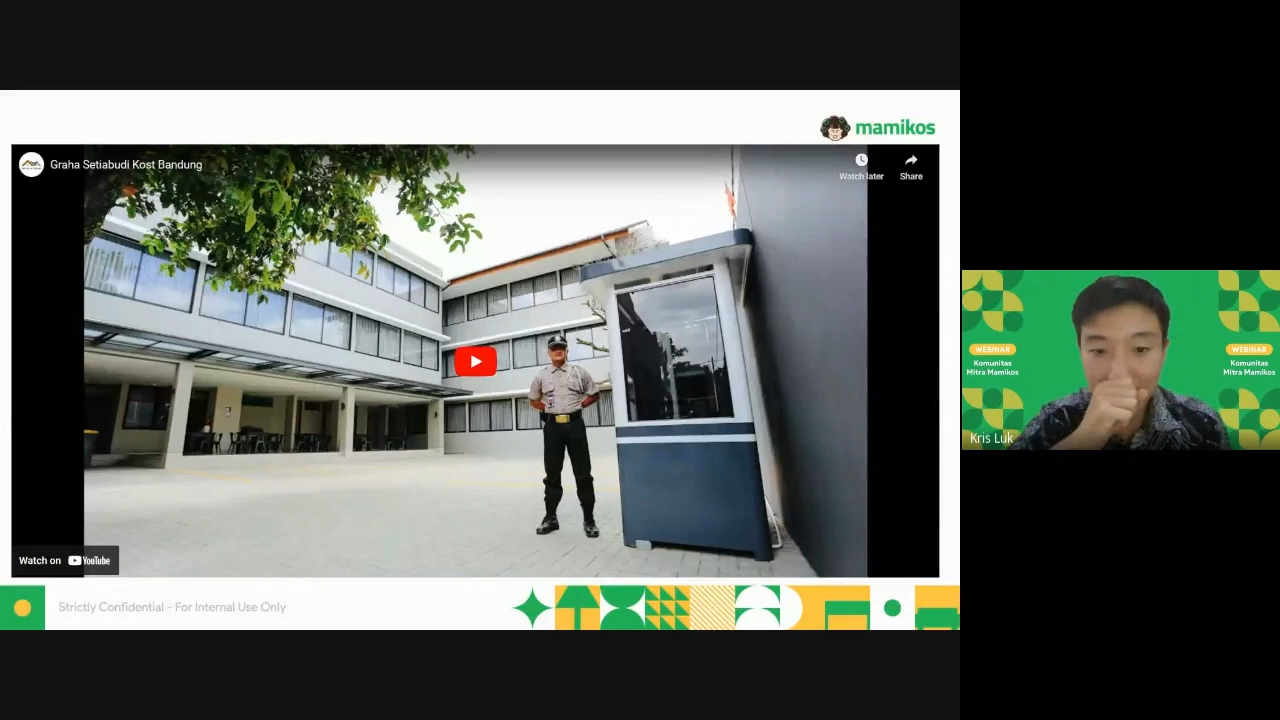 mamikos
Graha Setiabudi Kost Bandung
Watch later
Share
Watch on YouTube
Strictly Confidential - For Internal Use Only
WEBINAR
Komunitas
Mitra Mamikos
WEBINAR
Komunitas
Mitra Mamikos
Kris Luk